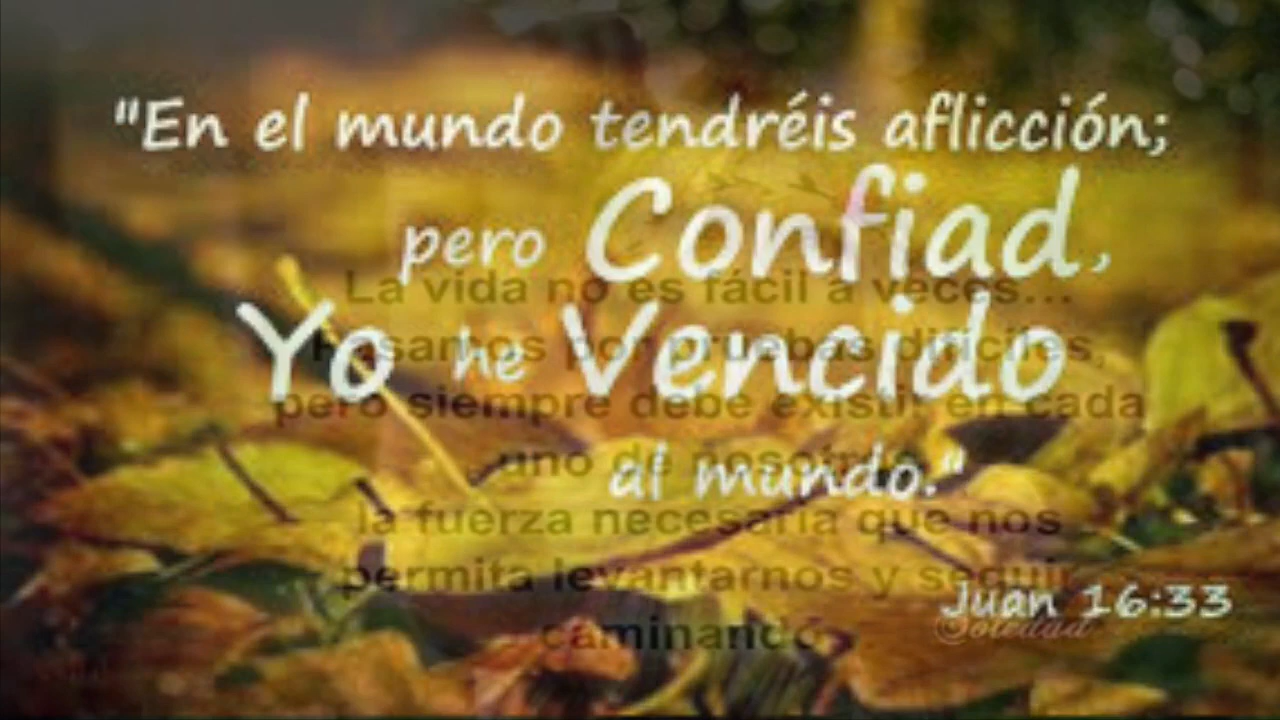 "En el mundo tendréis aflicción;
pero Confiad,
Yo he Vencido
al mundo."
Juan 16:33
La vida no es fácil a veces...
Pasamos por pruebas difíciles,
pero siempre debe existir en cada
uno de nosotros
la fuerza necesaria que nos
permita levantarnos y seguir
caminando
©Soledad